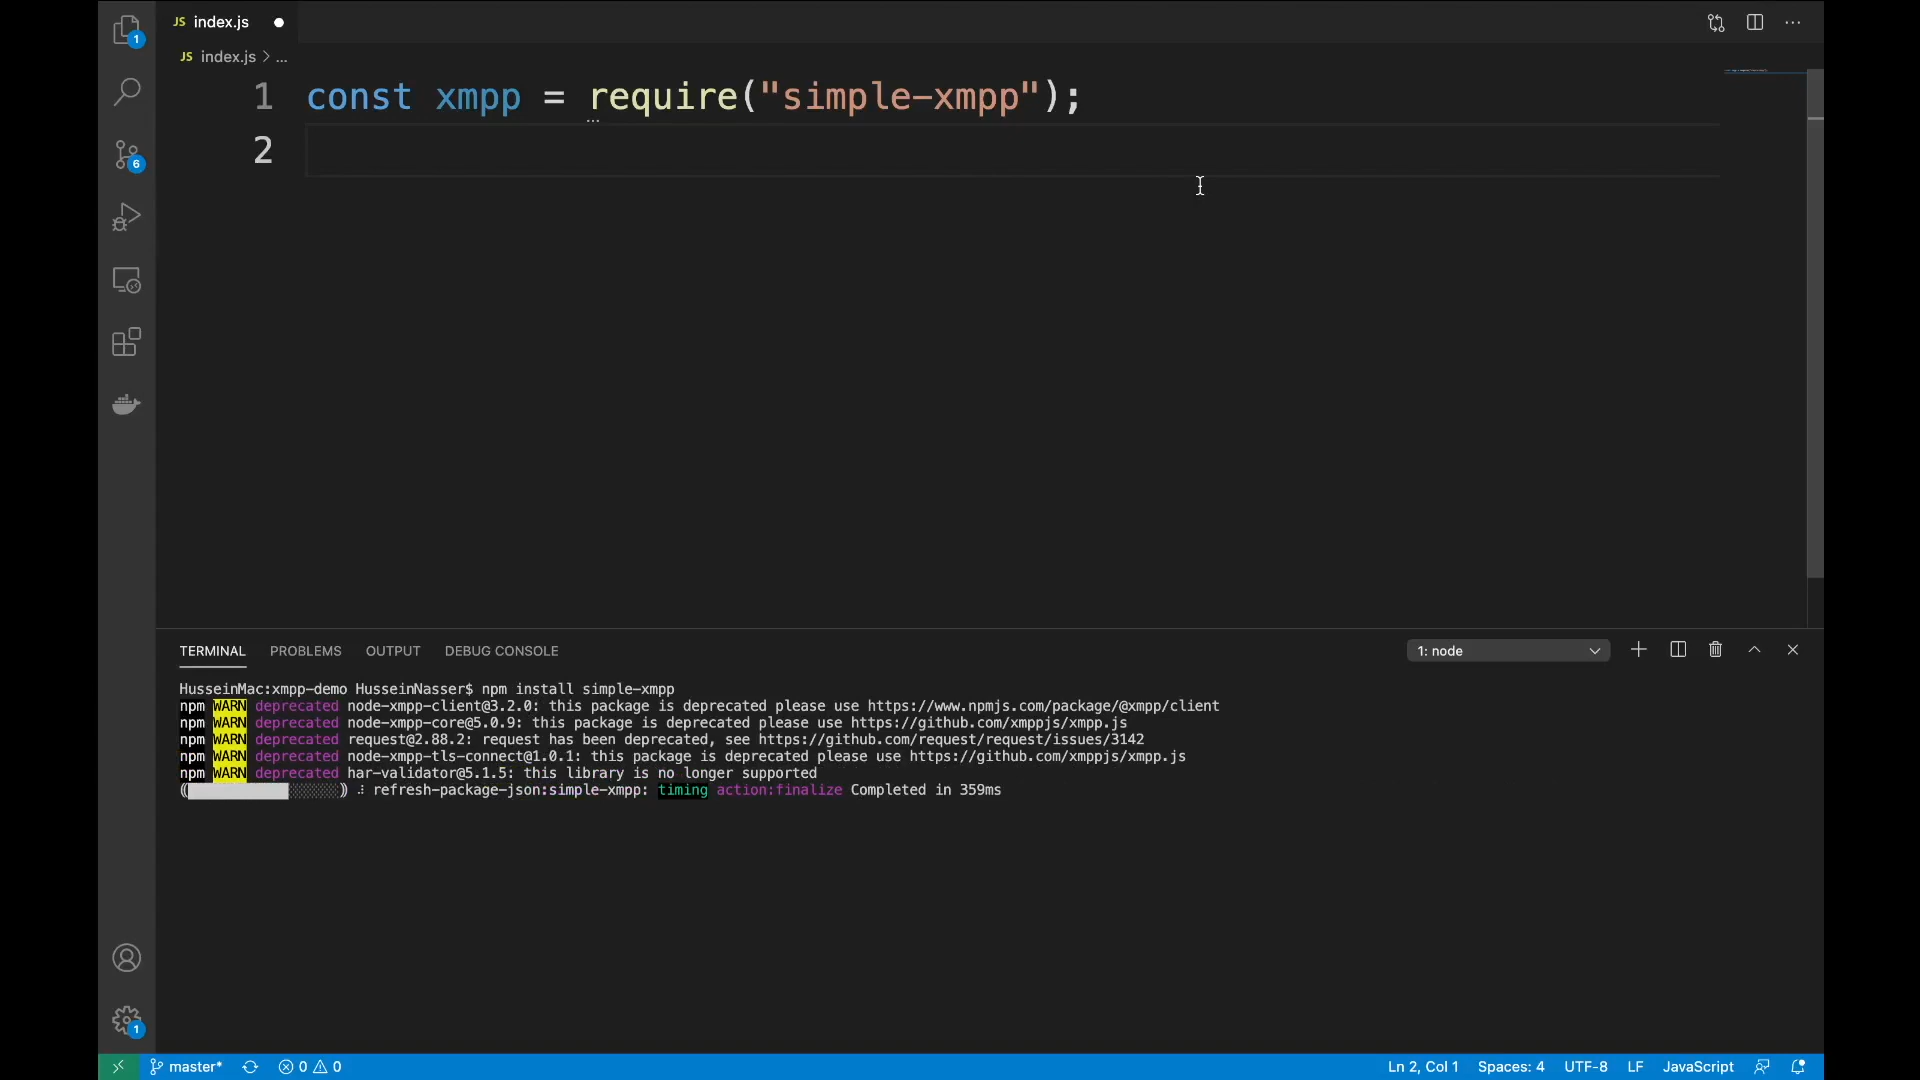 JS index.js
JS index.js > ...
1 const xmpp = require("simple-xmpp");
2
1
6
TERMINAL PROBLEMS OUTPUT DEBUG CONSOLE 1: node
HusseinMac:xmpp-demo HusseinNasser$ npm install simple-xmpp
npm WARN deprecated node-xmpp-client@3.2.0: this package is deprecated please use https://www.npmjs.com/package/@xmpp/client
npm WARN deprecated node-xmpp-core@5.0.9: this package is deprecated please use https://github.com/xmppjs/xmpp.js
npm WARN deprecated request@2.88.2: request has been deprecated, see https://github.com/request/request/issues/3142
npm WARN deprecated node-xmpp-tls-connect@1.0.1: this package is deprecated please use https://github.com/xmppjs/xmpp.js
npm WARN deprecated har-validator@5.1.5: this library is no longer supported
(░░░░░░) ⠼ refresh-package-json:simple-xmpp: timing action:finalize Completed in 359ms
1
master* 0 0 Ln 2, Col 1 Spaces: 4 UTF-8 LF JavaScript